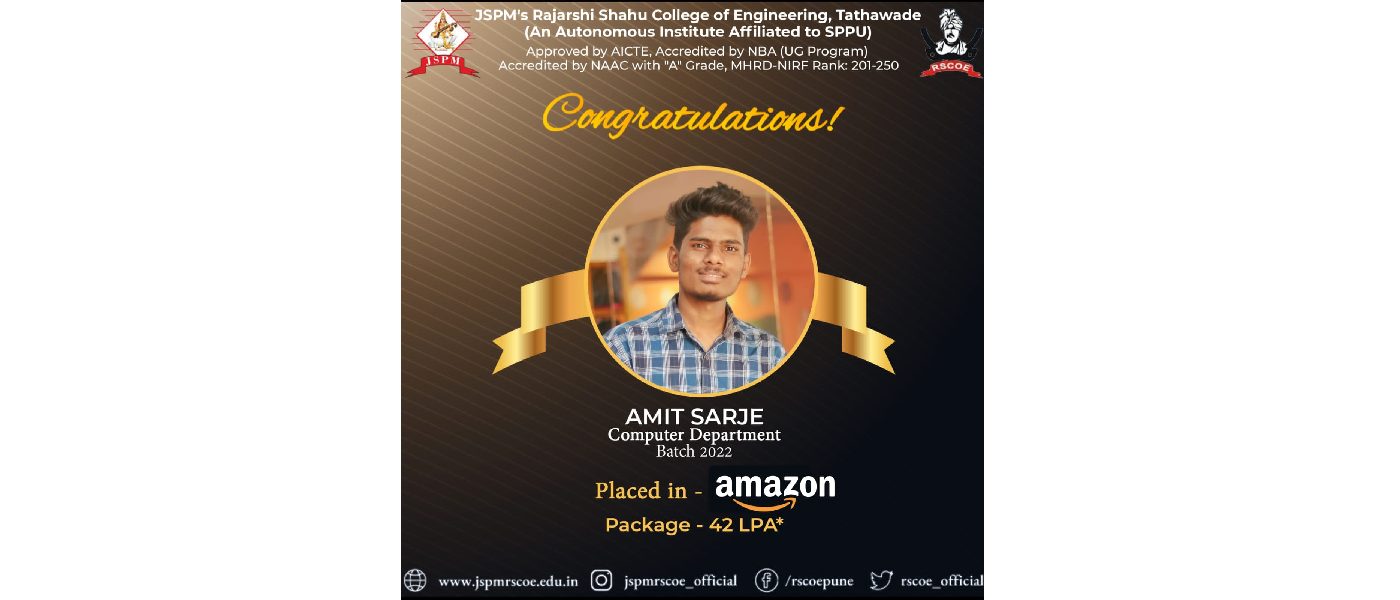 JSPM's Rajarshi Shahu College of Engineering, Tathawade
(An Autonomous Institute Affiliated to SPPU)
Approved by AICTE, Accredited by NBA (UG Program)
Accredited by NAAC with "A" Grade, MHRD-NIRF Rank: 201-250
JSPM
RSCOE
Congratulations!
AMIT SARJE
Computer Department
Batch 2022
Placed in - amazon
Package - 42 LPA*
www.jspmrscoe.edu.in jspmrscoe_official /rscoepune rscoe_official